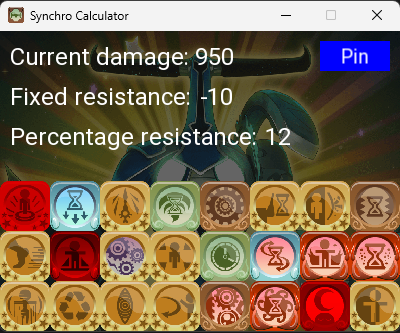 Synchro Calculator
Current damage: 950
Pin
Fixed resistance: -10
Percentage resistance: 12